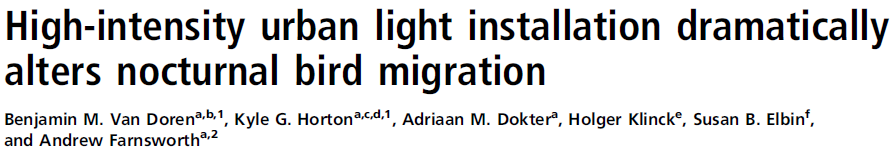 High-intensity urban light installation dramatically
alters nocturnal bird migration
Benjamin M. Van Doren^a,b,1, Kyle G. Horton^a,c,d,1, Adriaan M. Dokter^a, Holger Klinck^e, Susan B. Elbin^f,
and Andrew Farnsworth^a,2